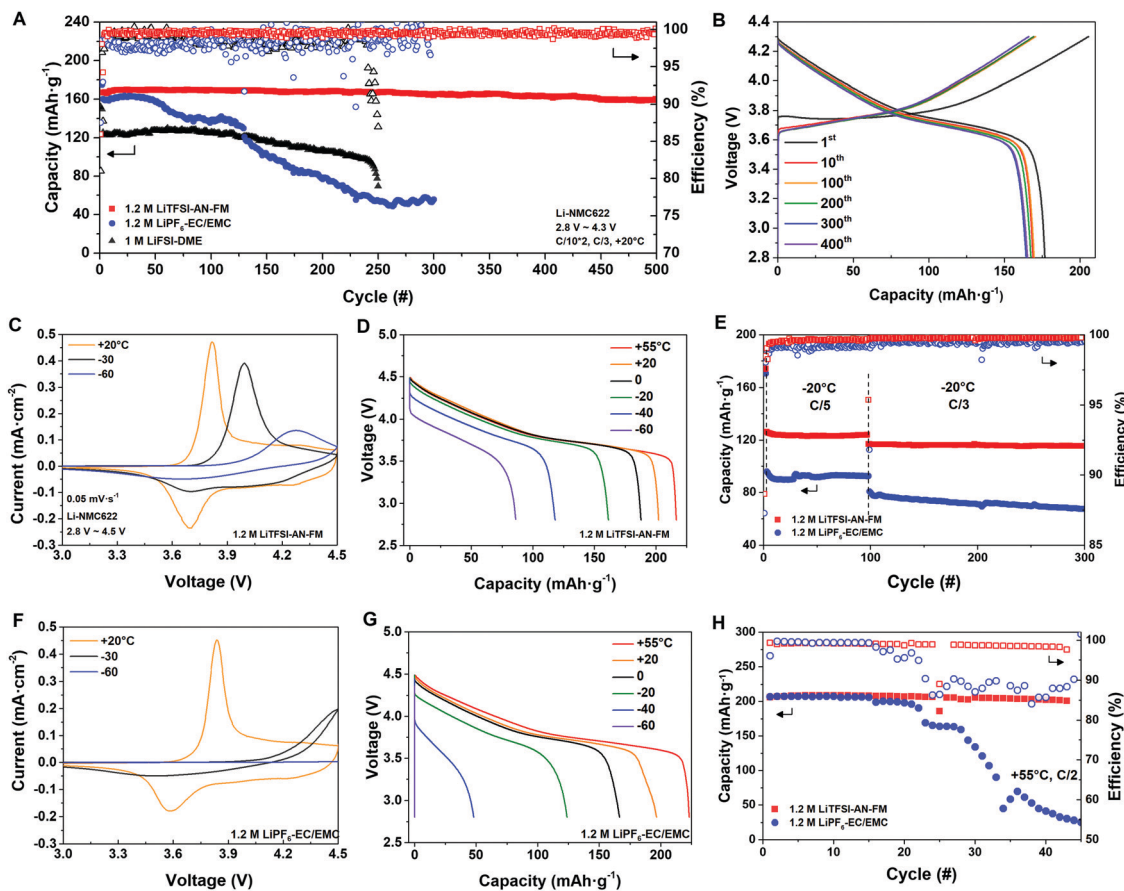 A
240
200
160
120
80
40
0
Capacity (mAh·g⁻¹)
100
95
90
85
80
75
70
Efficiency (%)
1.2 M LiTFSI-AN-FM
1.2 M LiPF₆-EC/EMC
1 M LiFSI-DME
Li-NMC622
2.8 V ~ 4.3 V
C/10*2, C/3, +20°C
0 50 100 150 200 250 300 350 400 450 500
Cycle (#)
B
4.3
4.0
3.7
3.4
3.1
2.8
Voltage (V)
1ˢᵗ
10ᵗʰ
100ᵗʰ
200ᵗʰ
300ᵗʰ
400ᵗʰ
0 50 100 150 200
Capacity (mAh·g⁻¹)
C
0.5
0.4
0.3
0.2
0.1
0.0
-0.1
-0.2
-0.3
Current (mA·cm⁻²)
+20°C
-30
-60
0.05 mV·s⁻¹
Li-NMC622
2.8 V ~ 4.5 V
1.2 M LiTFSI-AN-FM
3.0 3.3 3.6 3.9 4.2 4.5
Voltage (V)
D
5.0
4.5
4.0
3.5
3.0
2.5
Voltage (V)
+55°C
+20
0
-20
-40
-60
1.2 M LiTFSI-AN-FM
0 50 100 150 200
Capacity (mAh·g⁻¹)
E
200
160
120
80
40
Capacity (mAh·g⁻¹)
100
95
90
85
Efficiency (%)
-20°C
C/5
-20°C
C/3
1.2 M LiTFSI-AN-FM
1.2 M LiPF₆-EC/EMC
0 100 200 300
Cycle (#)
F
0.5
0.4
0.3
0.2
0.1
0.0
-0.1
-0.2
-0.3
Current (mA·cm⁻²)
+20°C
-30
-60
1.2 M LiPF₆-EC/EMC
3.0 3.3 3.6 3.9 4.2 4.5
Voltage (V)
G
5.0
4.5
4.0
3.5
3.0
2.5
Voltage (V)
+55°C
+20
0
-20
-40
-60
1.2 M LiPF₆-EC/EMC
0 50 100 150 200
Capacity (mAh·g⁻¹)
H
300
250
200
150
100
75
50
25
0
Capacity (mAh·g⁻¹)
100
90
80
70
60
50
Efficiency (%)
+55°C, C/2
1.2 M LiTFSI-AN-FM
1.2 M LiPF₆-EC/EMC
0 10 20 30 40
Cycle (#)